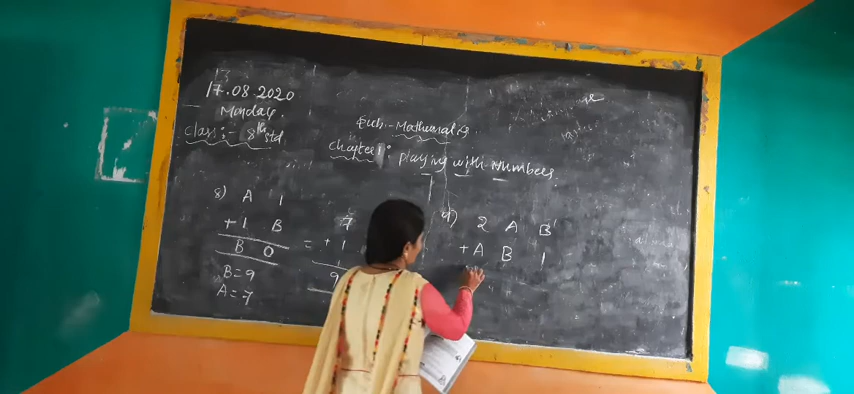 17.08.2020
Monday.
class:- 8th std
Sub:- Mathematics.
Chapter 1: Playing with Numbers.
8) A 1
+ 1 B
B 0
B = 9
A = 7
= 7
+ 1
9
9) 2 A B
+ A B 1